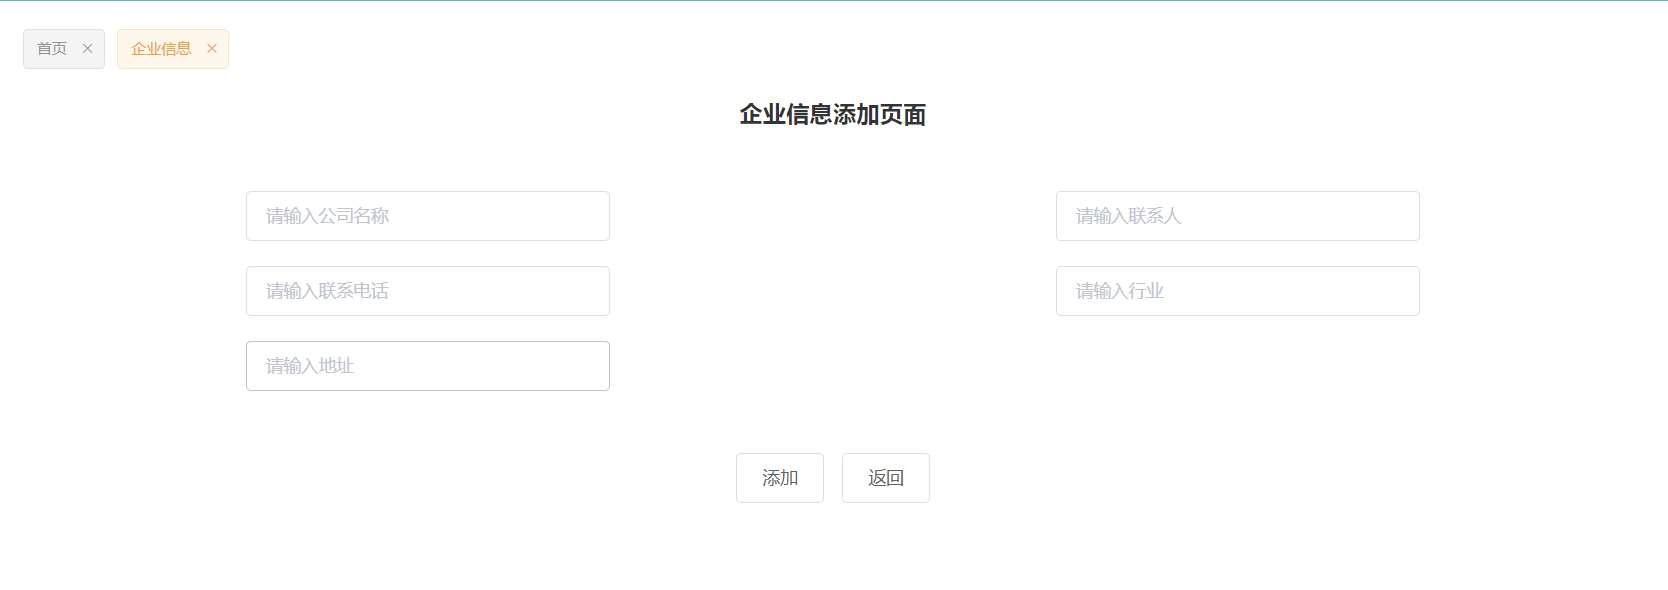 首页
企业信息
企业信息添加页面
请输入公司名称
请输入联系人
请输入联系电话
请输入行业
请输入地址
添加
返回